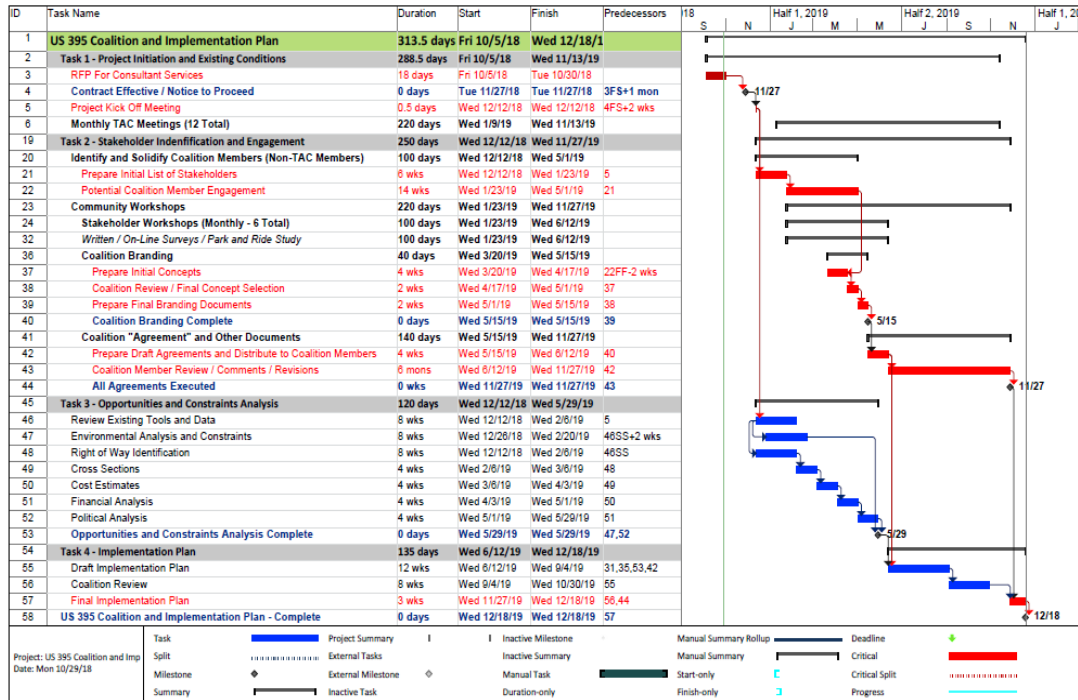 ID Task Name Duration Start Finish Predecessors
018 Half 1, 2019 Half 2, 2019 Half 1, 20
S N J M M J S N J
1 US 395 Coalition and Implementation Plan 313.5 days Fri 10/5/18 Wed 12/18/1
2 Task 1 - Project Initiation and Existing Conditions 288.5 days Fri 10/5/18 Wed 11/13/19
3 RFP For Consultant Services 18 days Fri 10/5/18 Tue 10/30/18
4 Contract Effective / Notice to Proceed 0 days Tue 11/27/18 Tue 11/27/18 3FS+1 mon 11/27
5 Project Kick Off Meeting 0.5 days Wed 12/12/18 Wed 12/12/18 4FS+2 wks
6 Monthly TAC Meetings (12 Total) 220 days Wed 1/9/19 Wed 11/13/19
19 Task 2 - Stakeholder Indenfification and Engagement 250 days Wed 12/12/18 Wed 11/27/19
20 Identify and Solidify Coalition Members (Non-TAC Members) 100 days Wed 12/12/18 Wed 5/1/19
21 Prepare Initial List of Stakeholders 6 wks Wed 12/12/18 Wed 1/23/19 5
22 Potential Coalition Member Engagement 14 wks Wed 1/23/19 Wed 5/1/19 21
23 Community Workshops 220 days Wed 1/23/19 Wed 11/27/19
24 Stakeholder Workshops (Monthly - 6 Total) 100 days Wed 1/23/19 Wed 6/12/19
32 Written / On-Line Surveys / Park and Ride Study 100 days Wed 1/23/19 Wed 6/12/19
36 Coalition Branding 40 days Wed 3/20/19 Wed 5/15/19
37 Prepare Initial Concepts 4 wks Wed 3/20/19 Wed 4/17/19 22FF-2 wks
38 Coalition Review / Final Concept Selection 2 wks Wed 4/17/19 Wed 5/1/19 37
39 Prepare Final Branding Documents 2 wks Wed 5/1/19 Wed 5/15/19 38
40 Coalition Branding Complete 0 days Wed 5/15/19 Wed 5/15/19 39 5/15
41 Coalition "Agreement" and Other Documents 140 days Wed 5/15/19 Wed 11/27/19
42 Prepare Draft Agreements and Distribute to Coalition Members 4 wks Wed 5/15/19 Wed 6/12/19 40
43 Coalition Member Review / Comments / Revisions 6 mons Wed 6/12/19 Wed 11/27/19 42
44 All Agreements Executed 0 wks Wed 11/27/19 Wed 11/27/19 43 11/27
45 Task 3 - Opportunities and Constraints Analysis 120 days Wed 12/12/18 Wed 5/29/19
46 Review Existing Tools and Data 8 wks Wed 12/12/18 Wed 2/6/19 5
47 Environmental Analysis and Constraints 8 wks Wed 12/26/18 Wed 2/20/19 46SS+2 wks
48 Right of Way Identification 8 wks Wed 12/12/18 Wed 2/6/19 46SS
49 Cross Sections 4 wks Wed 2/6/19 Wed 3/6/19 48
50 Cost Estimates 4 wks Wed 3/6/19 Wed 4/3/19 49
51 Financial Analysis 4 wks Wed 4/3/19 Wed 5/1/19 50
52 Political Analysis 4 wks Wed 5/1/19 Wed 5/29/19 51
53 Opportunities and Constraints Analysis Complete 0 days Wed 5/29/19 Wed 5/29/19 47,52 5/29
54 Task 4 - Implementation Plan 135 days Wed 6/12/19 Wed 12/18/19
55 Draft Implementation Plan 12 wks Wed 6/12/19 Wed 9/4/19 31,35,53,42
56 Coalition Review 8 wks Wed 9/4/19 Wed 10/30/19 55
57 Final Implementation Plan 3 wks Wed 11/27/19 Wed 12/18/19 56,44
58 US 395 Coalition and Implementation Plan - Complete 0 days Wed 12/18/19 Wed 12/18/19 57 12/18
Project: US 395 Coalition and Imp
Date: Mon 10/29/18
Task Project Summary Inactive Milestone Manual Summary Rollup Deadline
Split External Tasks Inactive Summary Manual Summary Critical
Milestone External Milestone Manual Task Start-only Critical Split
Summary Inactive Task Duration-only Finish-only Progress